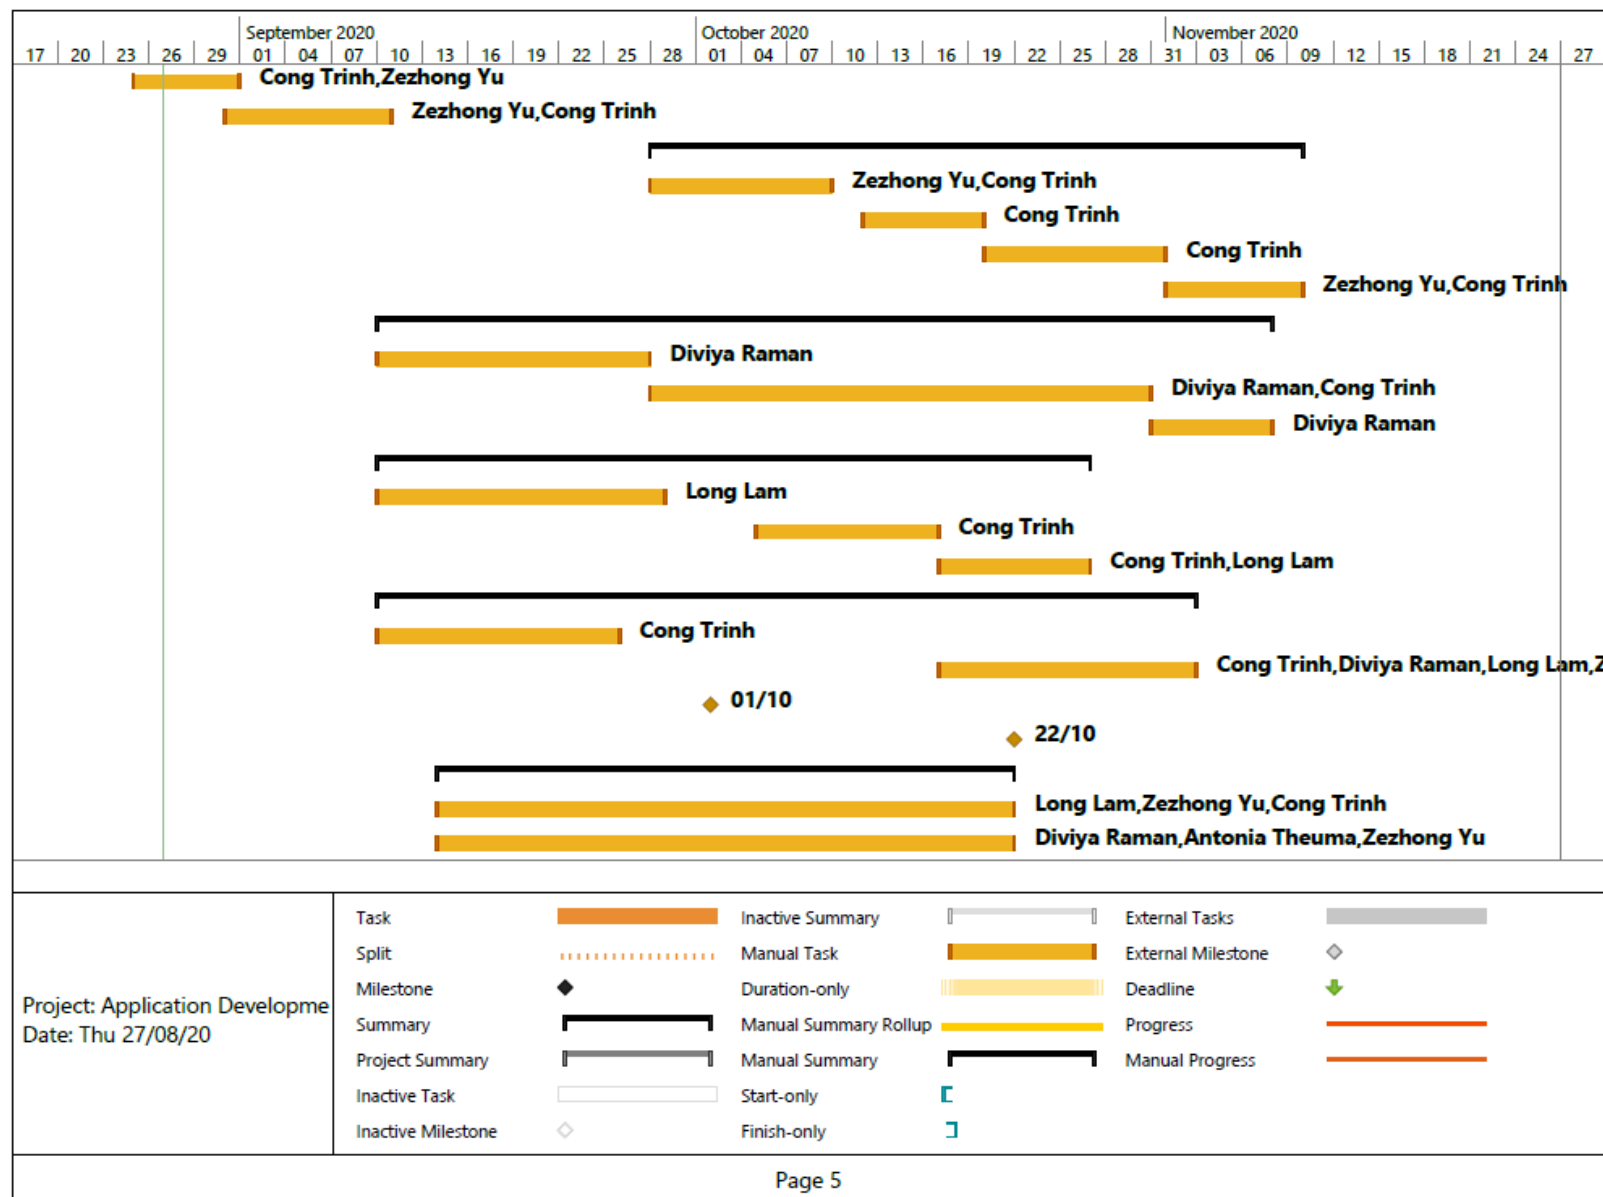 September 2020 October 2020 November 2020
17 20 23 26 29 01 04 07 10 13 16 19 22 25 28 01 04 07 10 13 16 19 22 25 28 31 03 06 09 12 15 18 21 24 27
Cong Trinh,Zezhong Yu
Zezhong Yu,Cong Trinh
Zezhong Yu,Cong Trinh
Cong Trinh
Cong Trinh
Zezhong Yu,Cong Trinh
Diviya Raman
Diviya Raman,Cong Trinh
Diviya Raman
Long Lam
Cong Trinh
Cong Trinh,Long Lam
Cong Trinh
Cong Trinh,Diviya Raman,Long Lam,Z
01/10
22/10
Long Lam,Zezhong Yu,Cong Trinh
Diviya Raman,Antonia Theuma,Zezhong Yu
Project: Application Developme
Date: Thu 27/08/20
Task
Split
Milestone
Summary
Project Summary
Inactive Task
Inactive Milestone
Inactive Summary
Manual Task
Duration-only
Manual Summary Rollup
Manual Summary
Start-only
Finish-only
External Tasks
External Milestone
Deadline
Progress
Manual Progress
Page 5